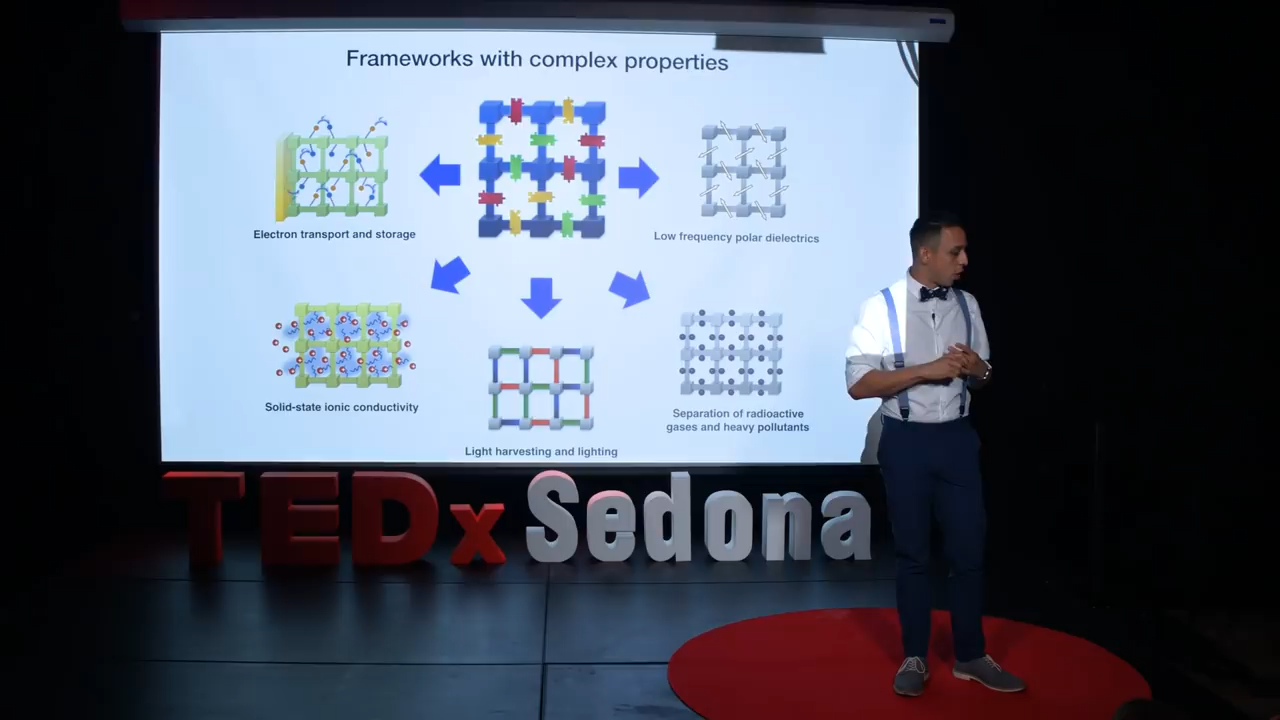 Frameworks with complex properties
Electron transport and storage
Low frequency polar dielectrics
Solid-state ionic conductivity
Separation of radioactive
gases and heavy pollutants
Light harvesting and lighting
TEDxSedona